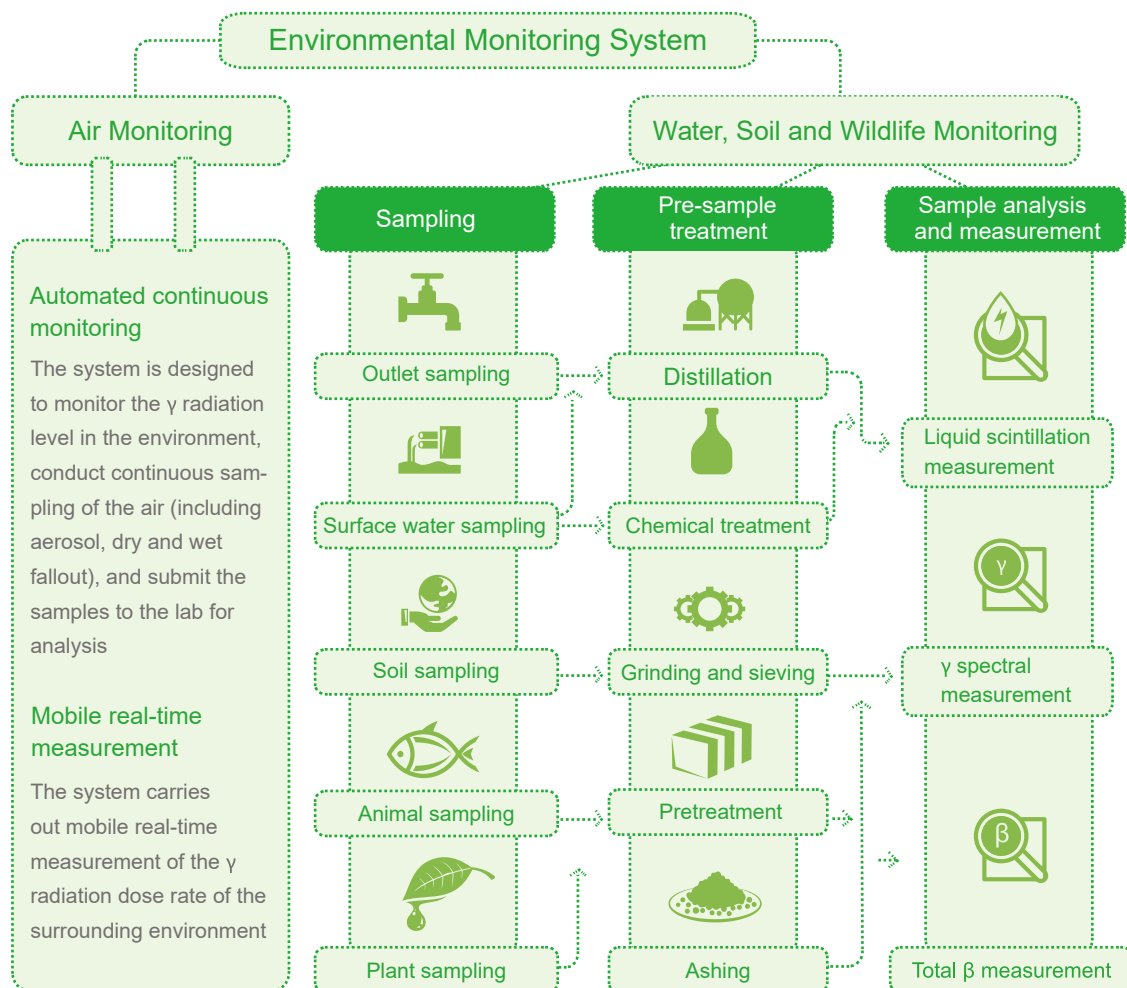 Environmental Monitoring System
Air Monitoring
Water, Soil and Wildlife Monitoring
Automated continuous
monitoring
The system is designed
to monitor the γ radiation
level in the environment,
conduct continuous sam-
pling of the air (including
aerosol, dry and wet
fallout), and submit the
samples to the lab for
analysis
Mobile real-time
measurement
The system carries
out mobile real-time
measurement of the γ
radiation dose rate of the
surrounding environment
Sampling
Outlet sampling
Surface water sampling
Soil sampling
Animal sampling
Plant sampling
Pre-sample
treatment
Distillation
Chemical treatment
Grinding and sieving
Pretreatment
Ashing
Sample analysis
and measurement
Liquid scintillation
measurement
γ
γ spectral
measurement
β
Total β measurement